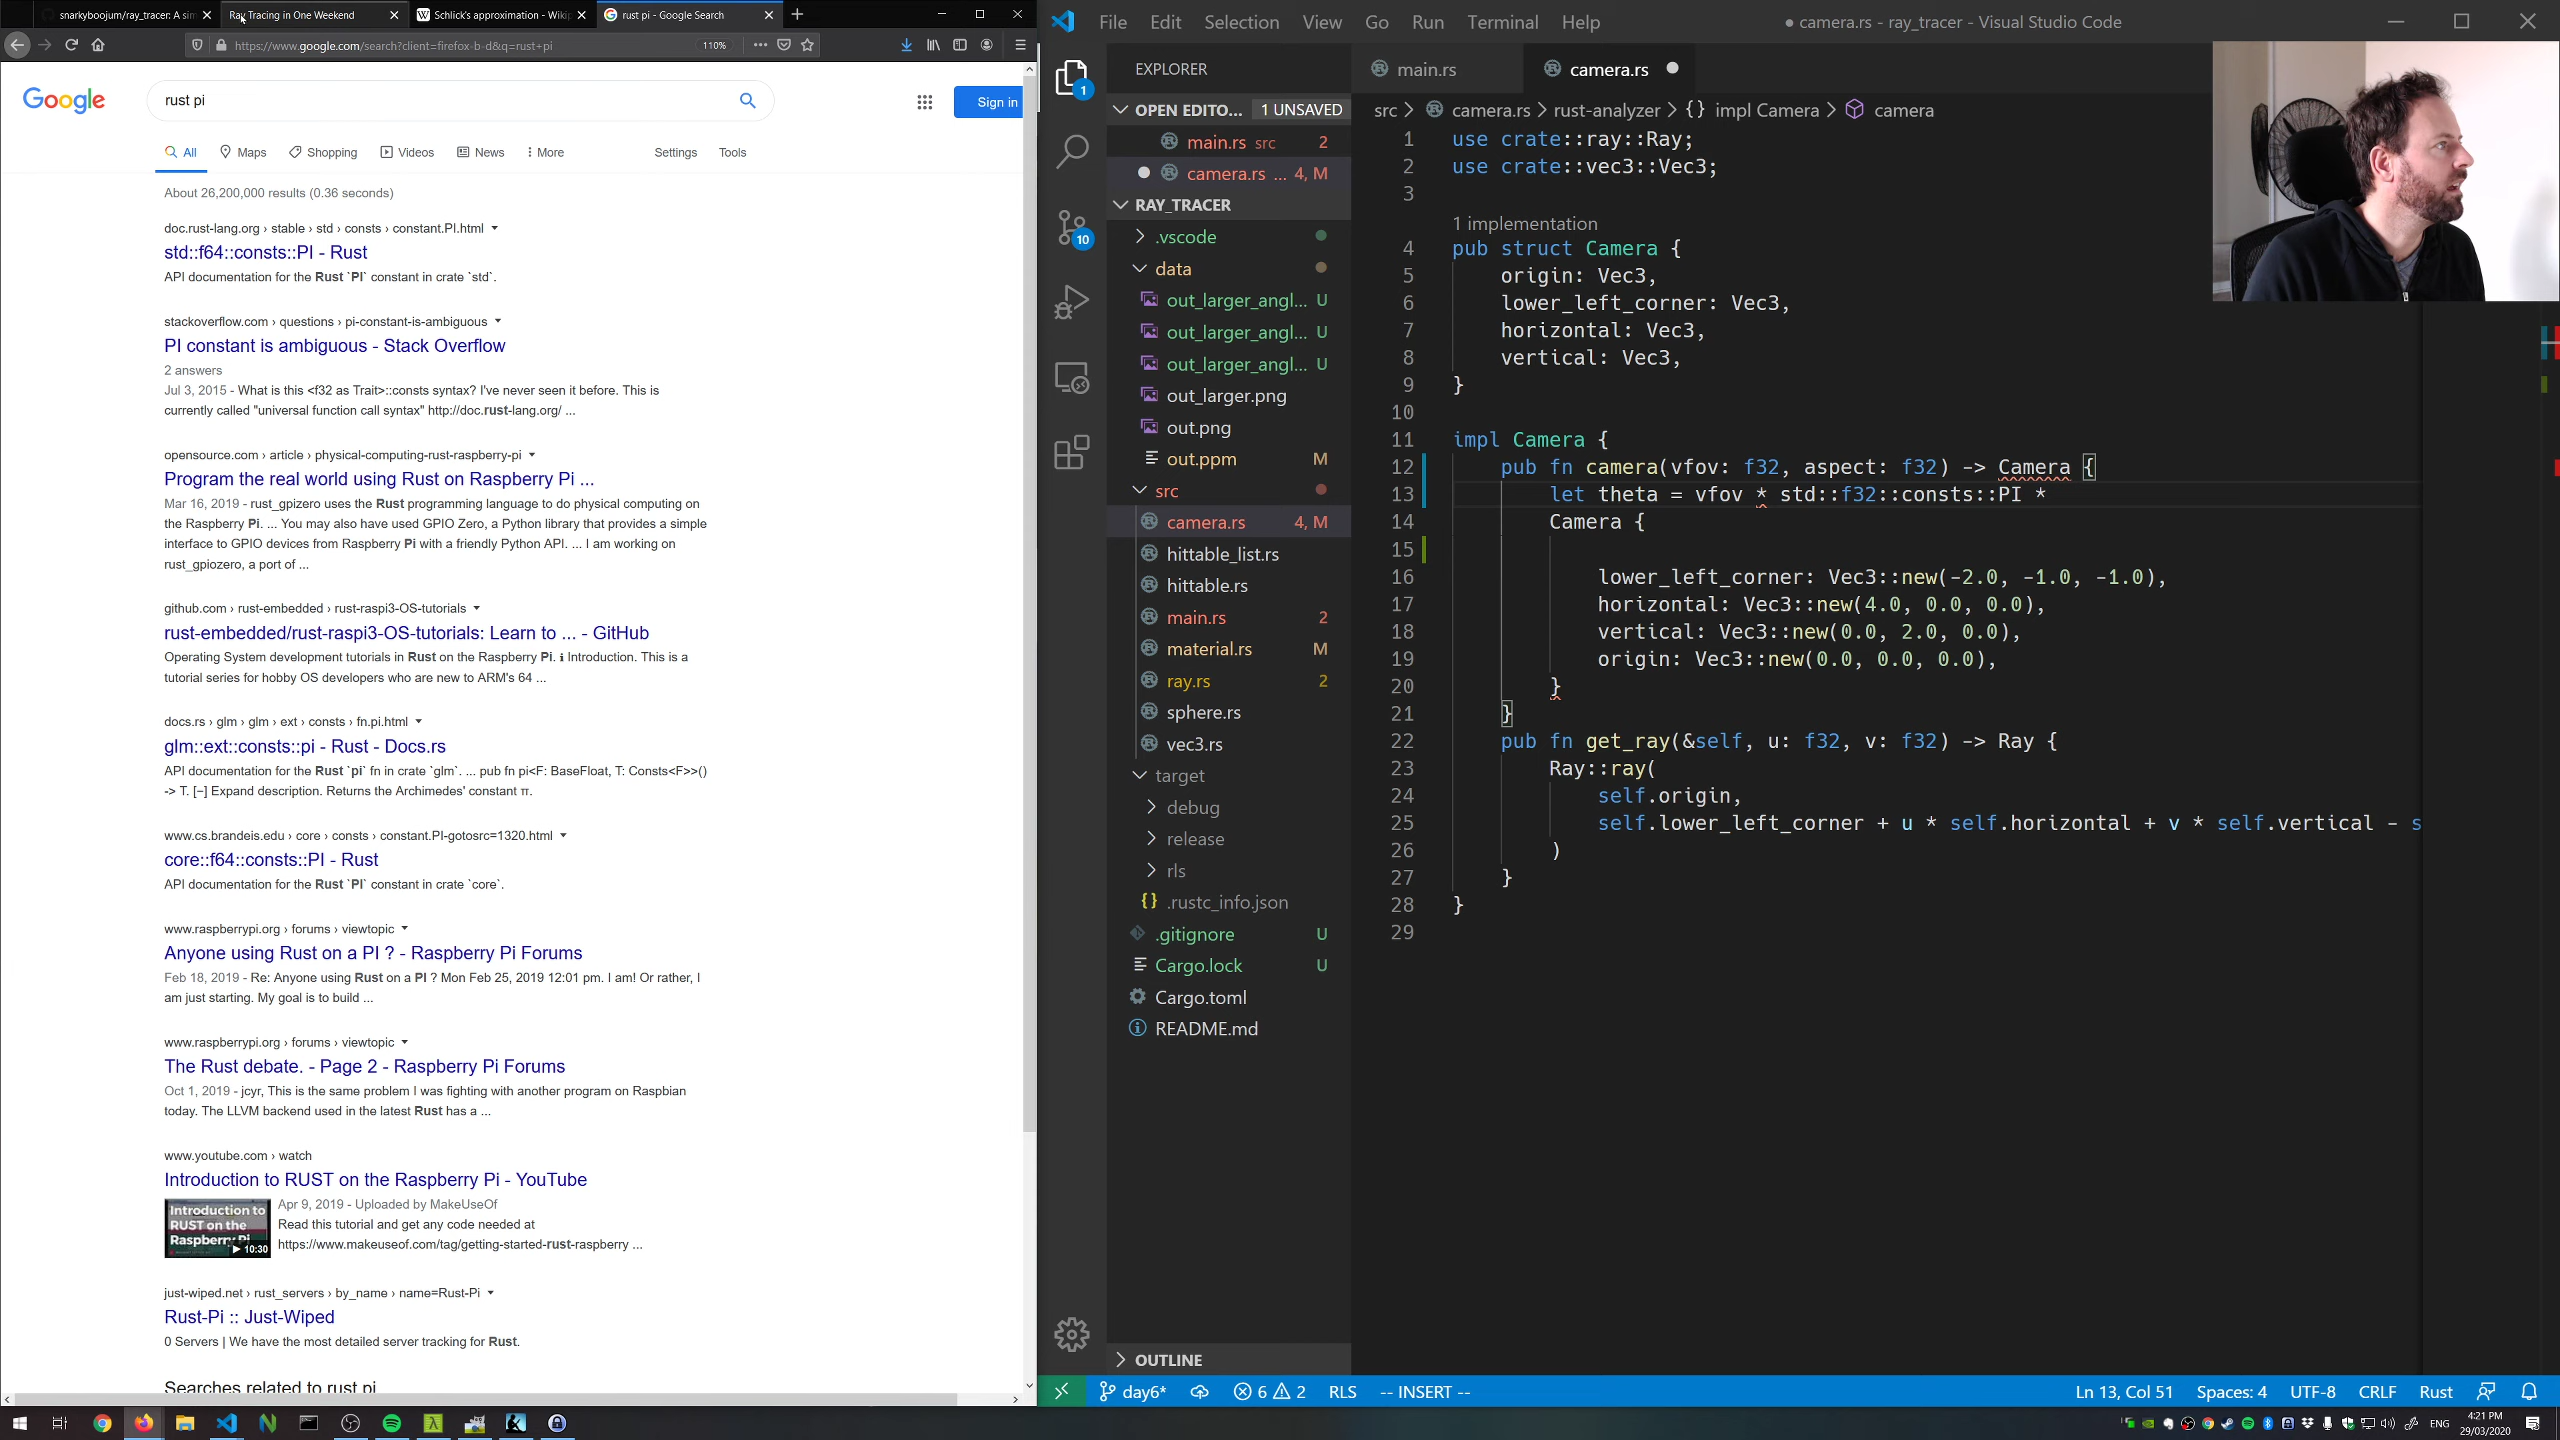 snarkyboojum/ray_tracer: A sim
Ray Tracing in One Weekend
Schlick's approximation - Wikip
rust pi - Google Search
https://www.google.com/search?client=firefox-b-d&q=rust+pi
110%
Google
rust pi
Sign in
All
Maps
Shopping
Videos
News
More
Settings
Tools
About 26,200,000 results (0.36 seconds)
doc.rust-lang.org › stable › std › consts › constant.PI.html
std::f64::consts::PI - Rust
API documentation for the Rust `PI` constant in crate `std`.
stackoverflow.com › questions › pi-constant-is-ambiguous
PI constant is ambiguous - Stack Overflow
2 answers
Jul 3, 2015 - What is this <f32 as Trait>::consts syntax? I've never seen it before. This is
currently called "universal function call syntax" http://doc.rust-lang.org/ ...
opensource.com › article › physical-computing-rust-raspberry-pi
Program the real world using Rust on Raspberry Pi ...
Mar 16, 2019 - rust_gpizero uses the Rust programming language to do physical computing on
the Raspberry Pi. ... You may also have used GPIO Zero, a Python library that provides a simple
interface to GPIO devices from Raspberry Pi with a friendly Python API. ... I am working on
rust_gpiozero, a port of ...
github.com › rust-embedded › rust-raspi3-OS-tutorials
rust-embedded/rust-raspi3-OS-tutorials: Learn to ... - GitHub
Operating System development tutorials in Rust on the Raspberry Pi. ℹ Introduction. This is a
tutorial series for hobby OS developers who are new to ARM's 64 ...
docs.rs › glm › glm › ext › consts › fn.pi.html
glm::ext::consts::pi - Rust - Docs.rs
API documentation for the Rust `pi` fn in crate `glm`. ... pub fn pi<F: BaseFloat, T: Consts<F>>()
-> T. [−] Expand description. Returns the Archimedes' constant π.
www.cs.brandeis.edu › core › consts › constant.PI-gotosrc=1320.html
core::f64::consts::PI - Rust
API documentation for the Rust `PI` constant in crate `core`.
www.raspberrypi.org › forums › viewtopic
Anyone using Rust on a PI ? - Raspberry Pi Forums
Feb 18, 2019 - Re: Anyone using Rust on a PI ? Mon Feb 25, 2019 12:01 pm. I am! Or rather, I
am just starting. My goal is to build ...
www.raspberrypi.org › forums › viewtopic
The Rust debate. - Page 2 - Raspberry Pi Forums
Oct 1, 2019 - jcyr, This is the same problem I was fighting with another program on Raspbian
today. The LLVM backend used in the latest Rust has a ...
www.youtube.com › watch
Introduction to RUST on the Raspberry Pi - YouTube
Introduction to
RUST on the
Raspberry Pi
10:30
Apr 9, 2019 - Uploaded by MakeUseOf
Read this tutorial and get any code needed at
https://www.makeuseof.com/tag/getting-started-rust-raspberry ...
just-wiped.net › rust_servers › by_name › name=Rust-Pi
Rust-Pi :: Just-Wiped
0 Servers | We have the most detailed server tracking for Rust.
Searches related to rust pi
File Edit Selection View Go Run Terminal Help
● camera.rs - ray_tracer - Visual Studio Code
EXPLORER
OPEN EDITO... 1 UNSAVED
main.rs src 2
camera.rs ... 4, M
RAY_TRACER
.vscode
data
out_larger_angl... U
out_larger_angl... U
out_larger_angl... U
out_larger.png
out.png
out.ppm M
src
camera.rs 4, M
hittable_list.rs
hittable.rs
main.rs 2
material.rs M
ray.rs 2
sphere.rs
vec3.rs
target
debug
release
rls
{} .rustc_info.json
.gitignore U
Cargo.lock U
Cargo.toml
README.md
OUTLINE
1
10
main.rs
camera.rs ●
src > camera.rs > rust-analyzer > {} impl Camera > camera
1 use crate::ray::Ray;
2 use crate::vec3::Vec3;
3
1 implementation
4 pub struct Camera {
5 origin: Vec3,
6 lower_left_corner: Vec3,
7 horizontal: Vec3,
8 vertical: Vec3,
9 }
10
11 impl Camera {
12 pub fn camera(vfov: f32, aspect: f32) -> Camera {
13 let theta = vfov * std::f32::consts::PI *
14 Camera {
15
16 lower_left_corner: Vec3::new(-2.0, -1.0, -1.0),
17 horizontal: Vec3::new(4.0, 0.0, 0.0),
18 vertical: Vec3::new(0.0, 2.0, 0.0),
19 origin: Vec3::new(0.0, 0.0, 0.0),
20 }
21 }
22 pub fn get_ray(&self, u: f32, v: f32) -> Ray {
23 Ray::ray(
24 self.origin,
25 self.lower_left_corner + u * self.horizontal + v * self.vertical - s
26 )
27 }
28 }
29
day6*
6
2
RLS
-- INSERT --
Ln 13, Col 51
Spaces: 4
UTF-8
CRLF
Rust
ENG
4:21 PM
29/03/2020